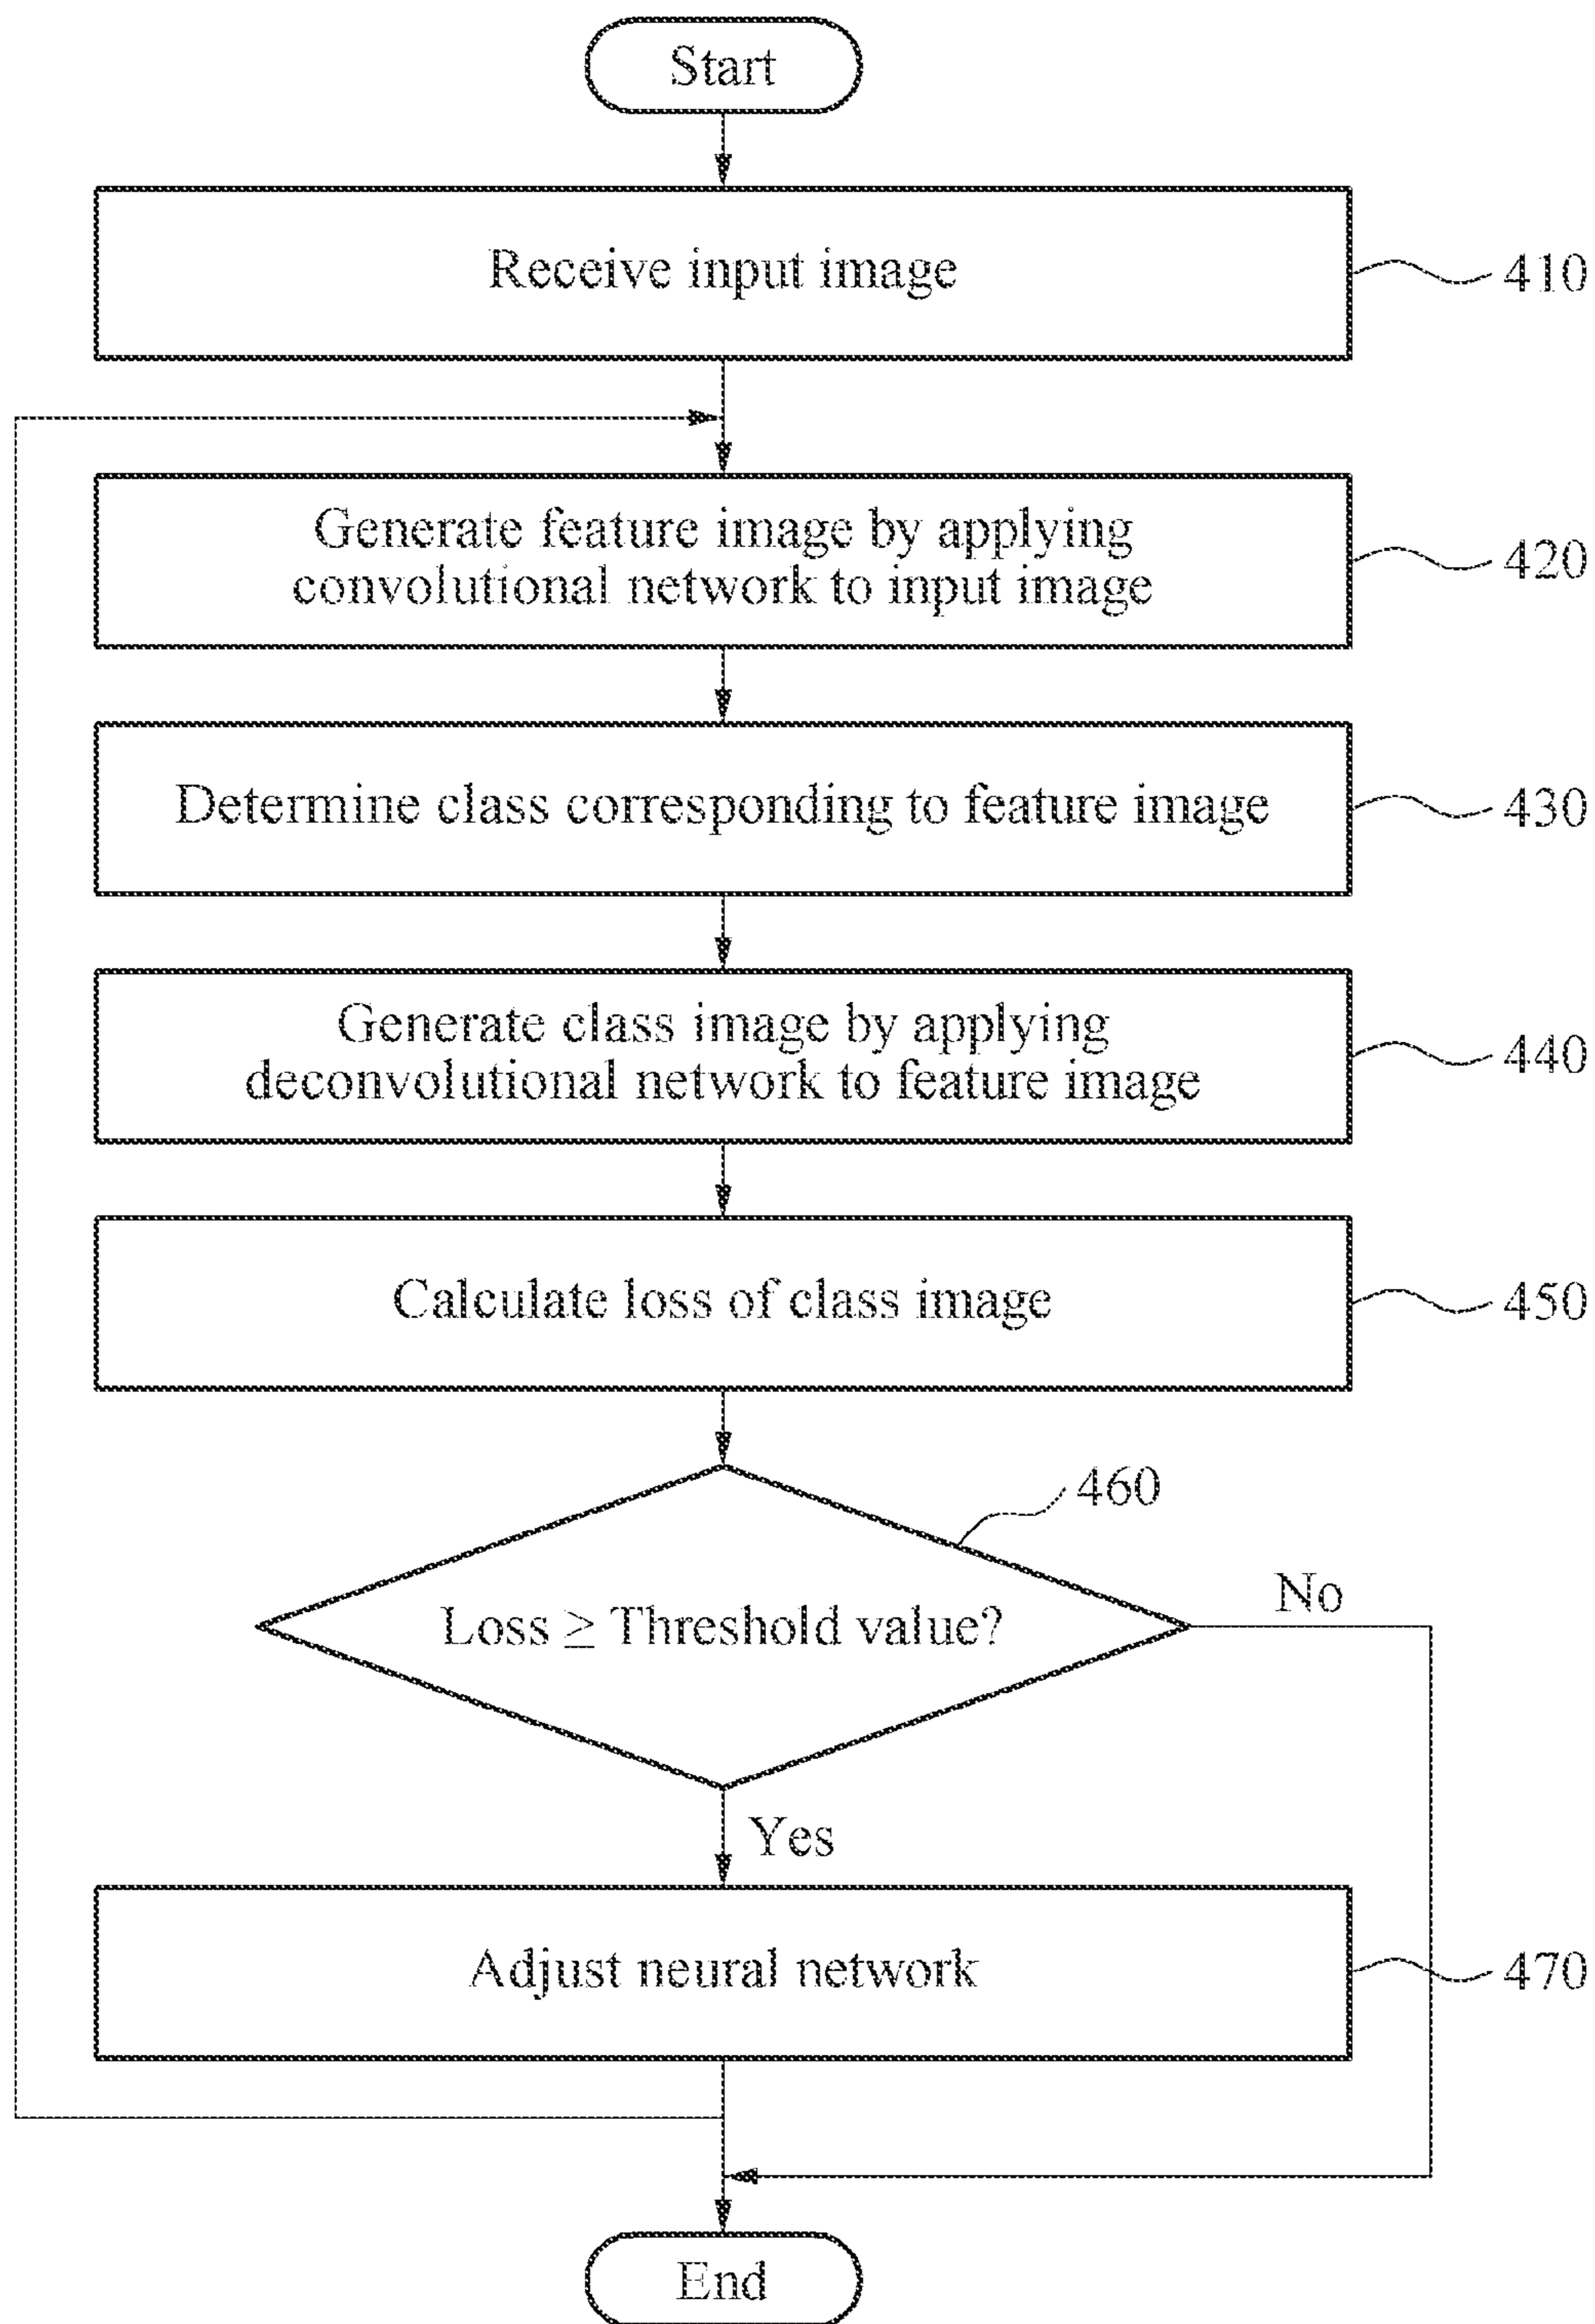 Start
Receive input image
410
Generate feature image by applying
convolutional network to input image
420
Determine class corresponding to feature image
430
Generate class image by applying
deconvolutional network to feature image
440
Calculate loss of class image
450
460
Loss ≥ Threshold value?
No
Yes
Adjust neural network
470
End